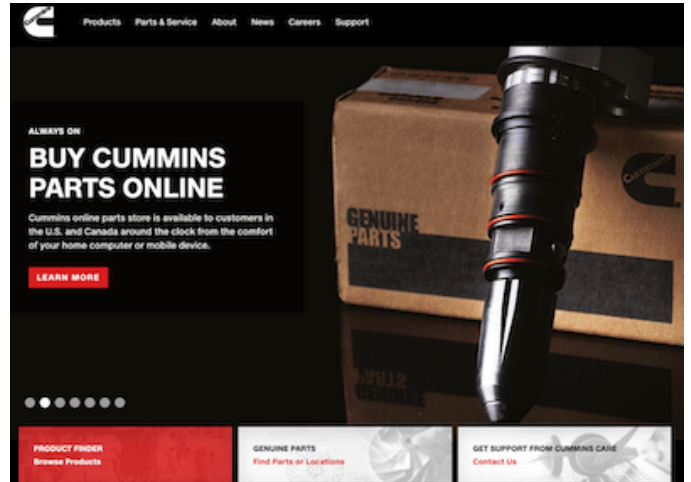 Cummins
Products Parts & Service About News Careers Support
ALWAYS ON
BUY CUMMINS
PARTS ONLINE
Cummins online parts store is available to customers in
the U.S. and Canada around the clock from the comfort
of your home computer or mobile device.
LEARN MORE
Cummins
GENUINE
PARTS
PARTS
GENUINE
PRODUCT FINDER
Browse Products
GENUINE PARTS
Find Parts or Locations
GET SUPPORT FROM CUMMINS CARE
Contact Us